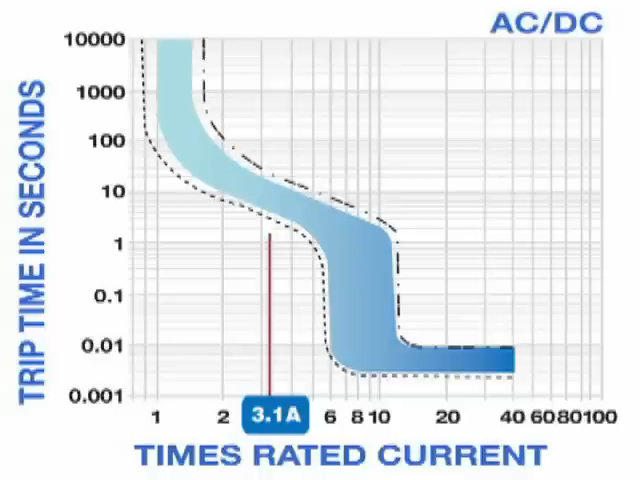 AC/DC
TRIP TIME IN SECONDS
10000
1000
100
10
1
0.1
0.01
0.001
1 2 3.1A 6 8 10 20 40 60 80 100
TIMES RATED CURRENT